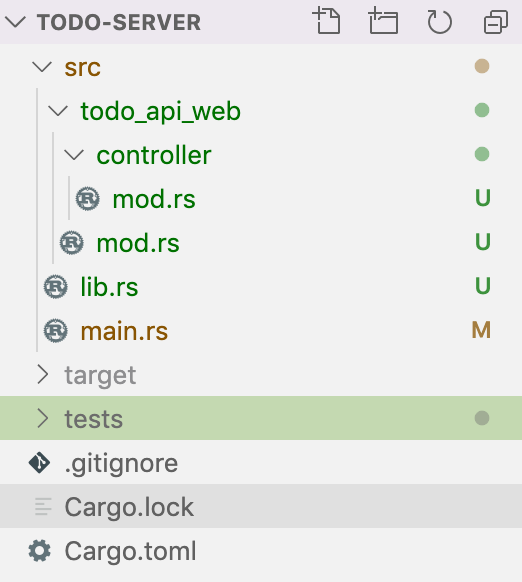 TODO-SERVER
src
todo_api_web
controller
mod.rs U
mod.rs U
lib.rs U
main.rs M
target
tests
.gitignore
Cargo.lock
Cargo.toml